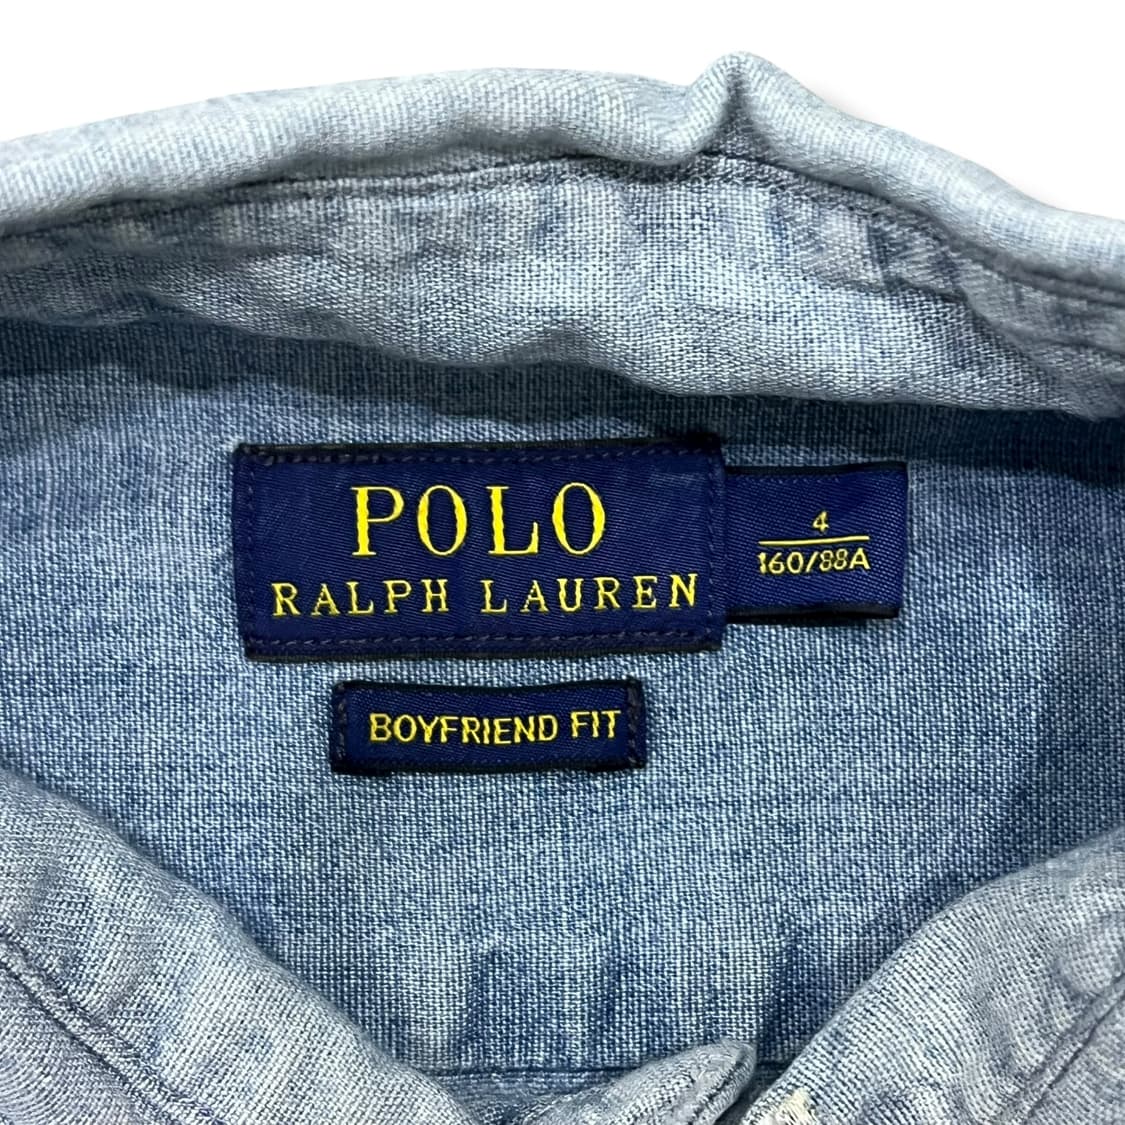 POLO
RALPH LAUREN
4
160/88A
BOYFRIEND FIT